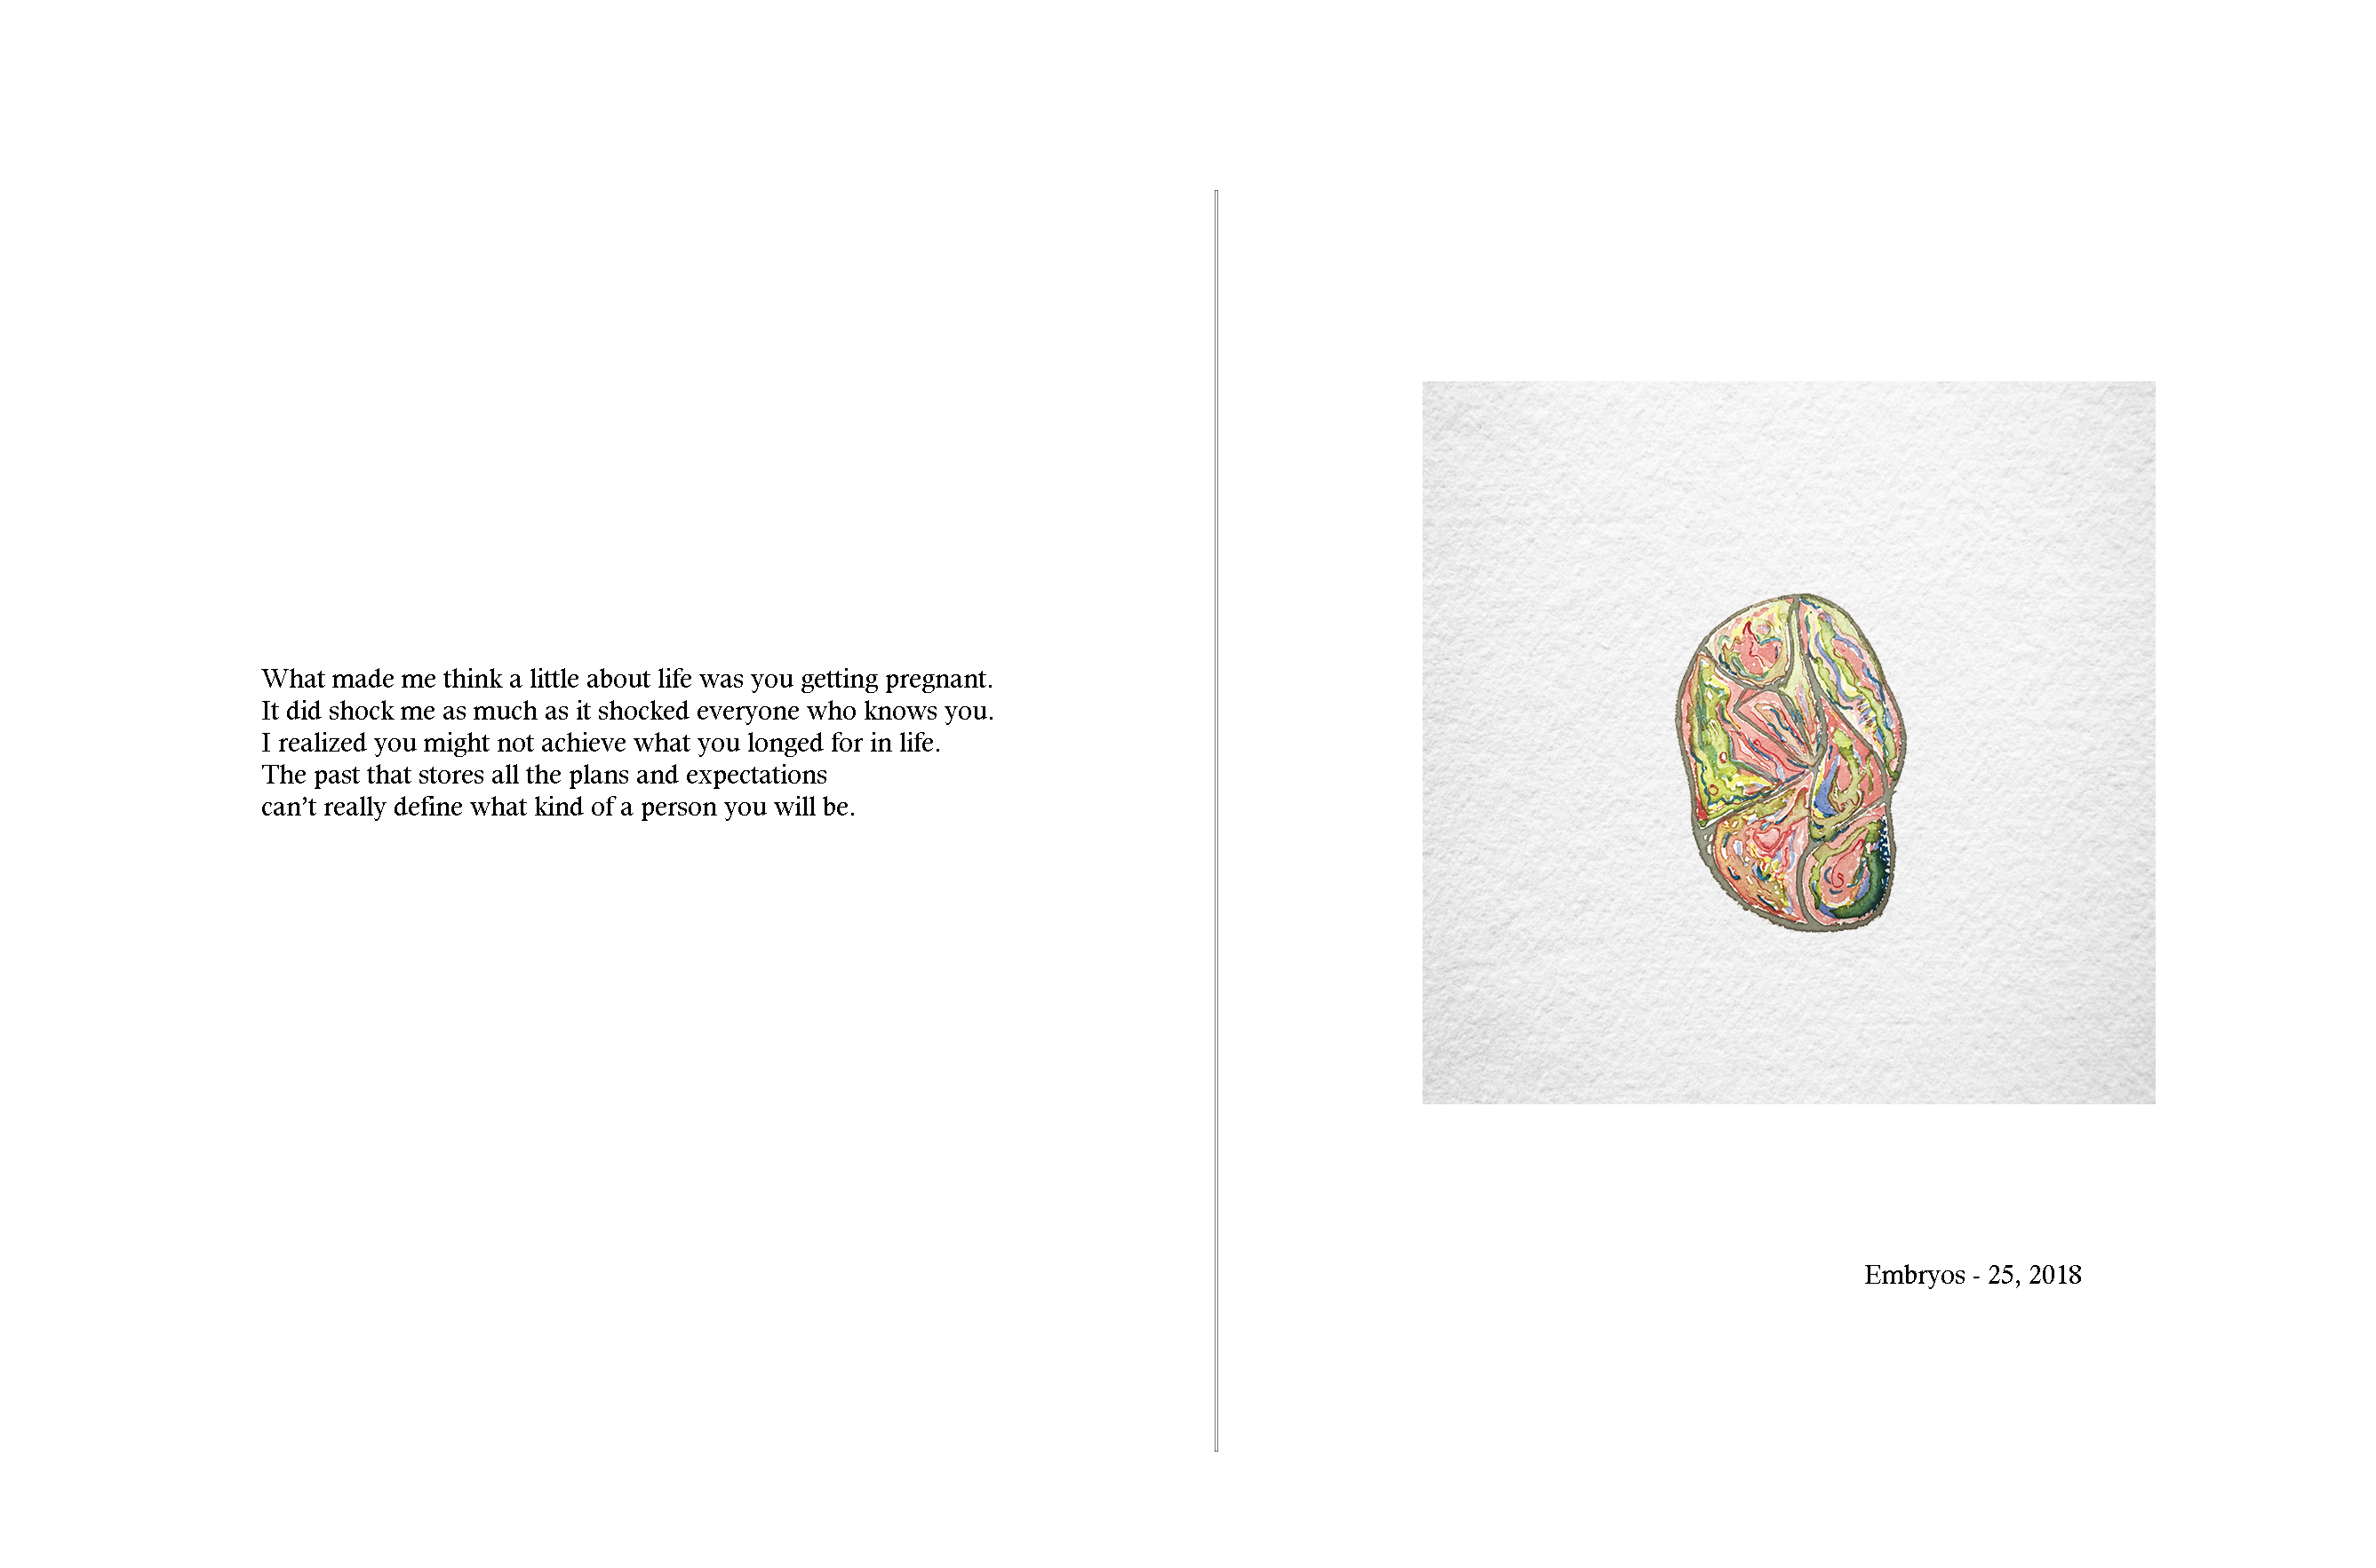 What made me think a little about life was you getting pregnant.
It did shock me as much as it shocked everyone who knows you.
I realized you might not achieve what you longed for in life.
The past that stores all the plans and expectations
can’t really define what kind of a person you will be.
Embryos - 25, 2018